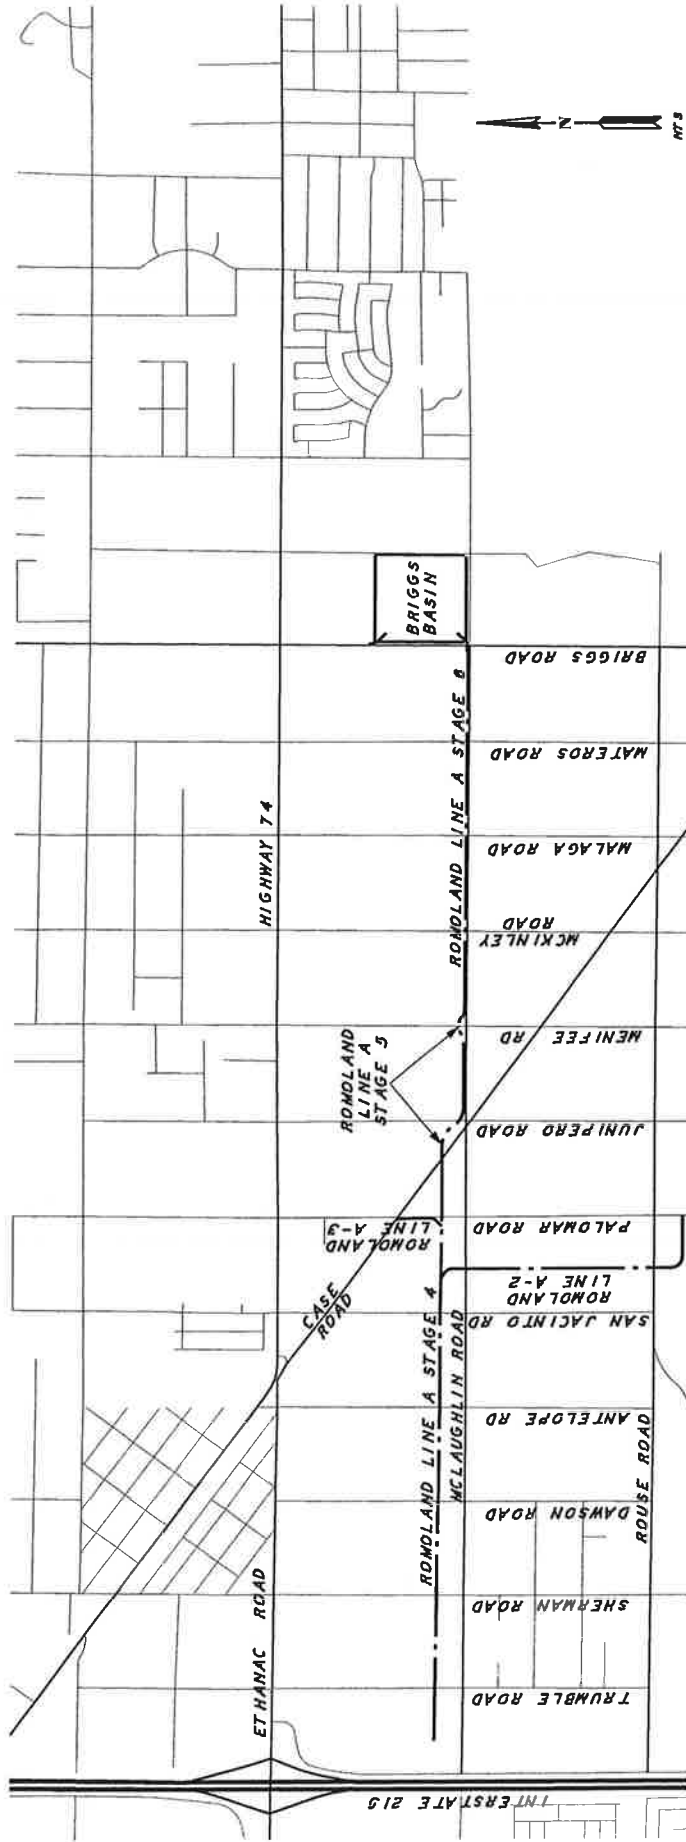 N
NTS
BRIGGS
BASIN
BRIGGS ROAD
ROMOLAND LINE A STAGE 6
MATEROS ROAD
HIGHWAY 74
MALAGA ROAD
MCKINLEY
ROAD
ROMOLAND
LINE A
STAGE 5
MENIFEE RD
JUNIPERO ROAD
ROMOLAND
LINE A-3
PALOMAR ROAD
ROMOLAND
LINE A-2
CASE
ROAD
SAN JACINTO RD
ROMOLAND LINE A STAGE 4
MCLAUGHLIN ROAD
ANTELOPE RD
ROUSE ROAD
DAWSON ROAD
SHERMAN ROAD
ETHANAC ROAD
TRUMBLE ROAD
INTERSTATE 215